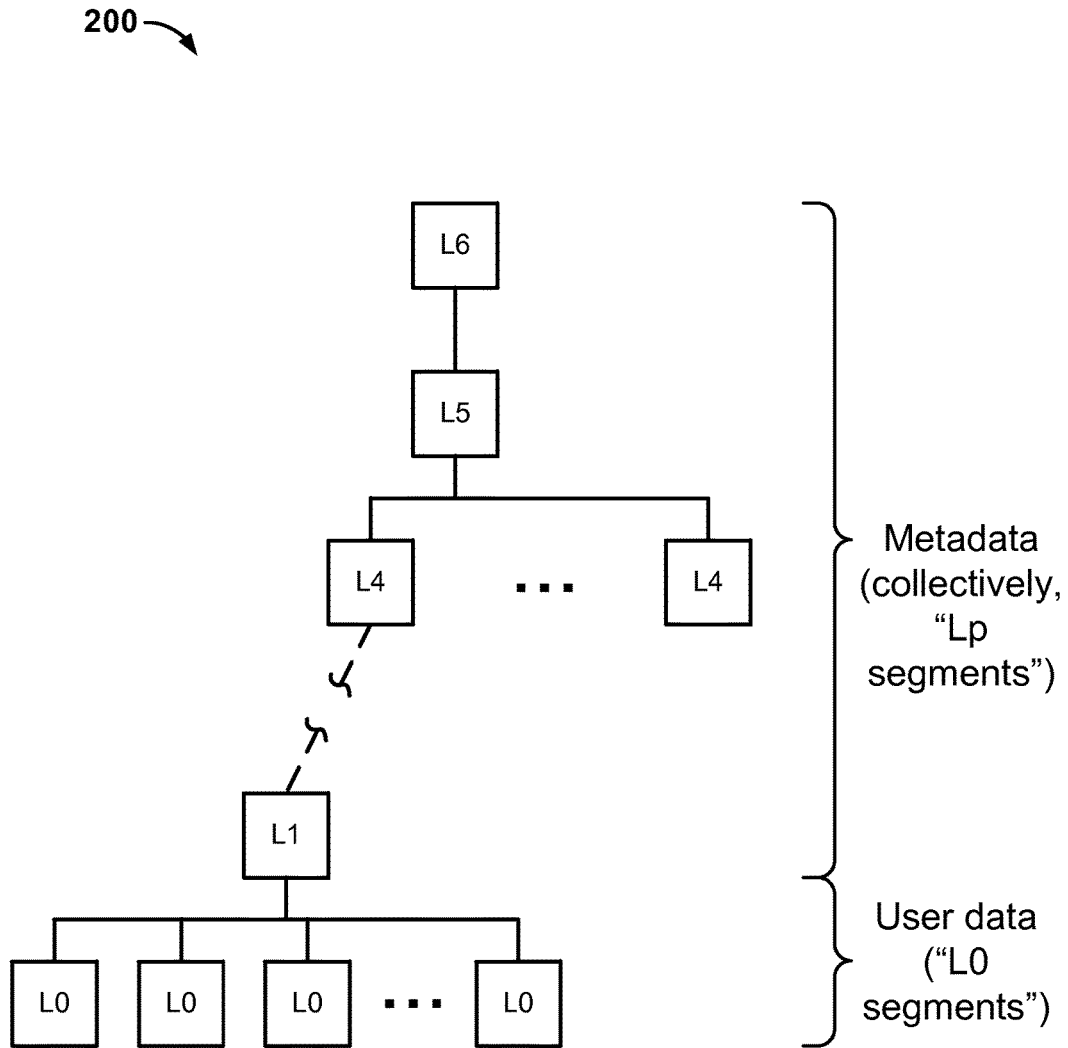 200
L6
L5
L4 ... L4
Metadata
(collectively,
“Lp
segments”)
L1
User data
(“L0
segments”)
L0 L0 L0 ... L0